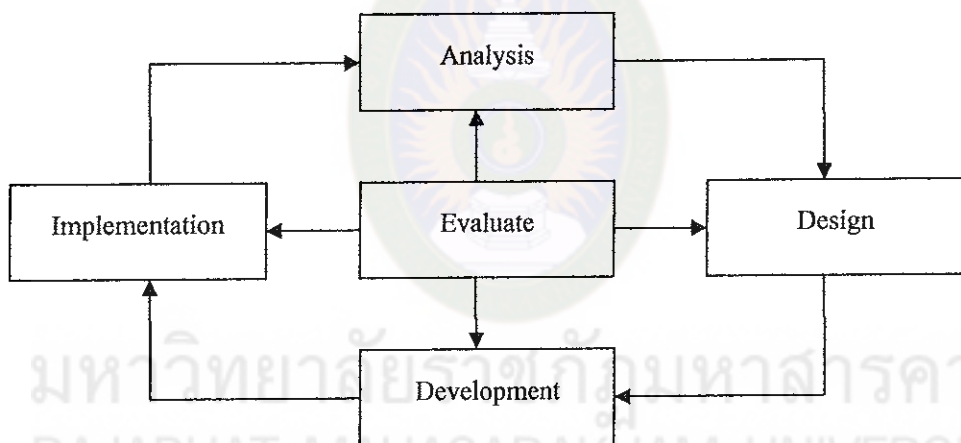 Analysis
Implementation
Evaluate
Design
มหาวิทยาลัยราชภัฏมหาสารคา
Development